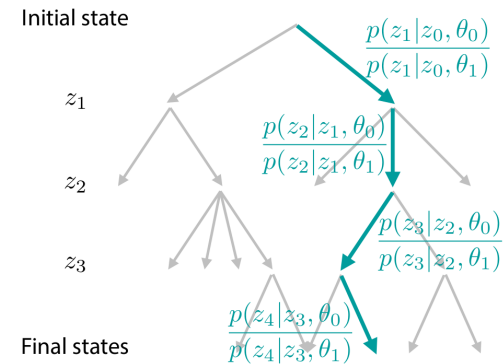 Initial state
p(z₁|z₀, θ₀)
p(z₁|z₀, θ₁)
z₁
p(z₂|z₁, θ₀)
p(z₂|z₁, θ₁)
z₂
p(z₃|z₂, θ₀)
p(z₃|z₂, θ₁)
z₃
p(z₄|z₃, θ₀)
p(z₄|z₃, θ₁)
Final states